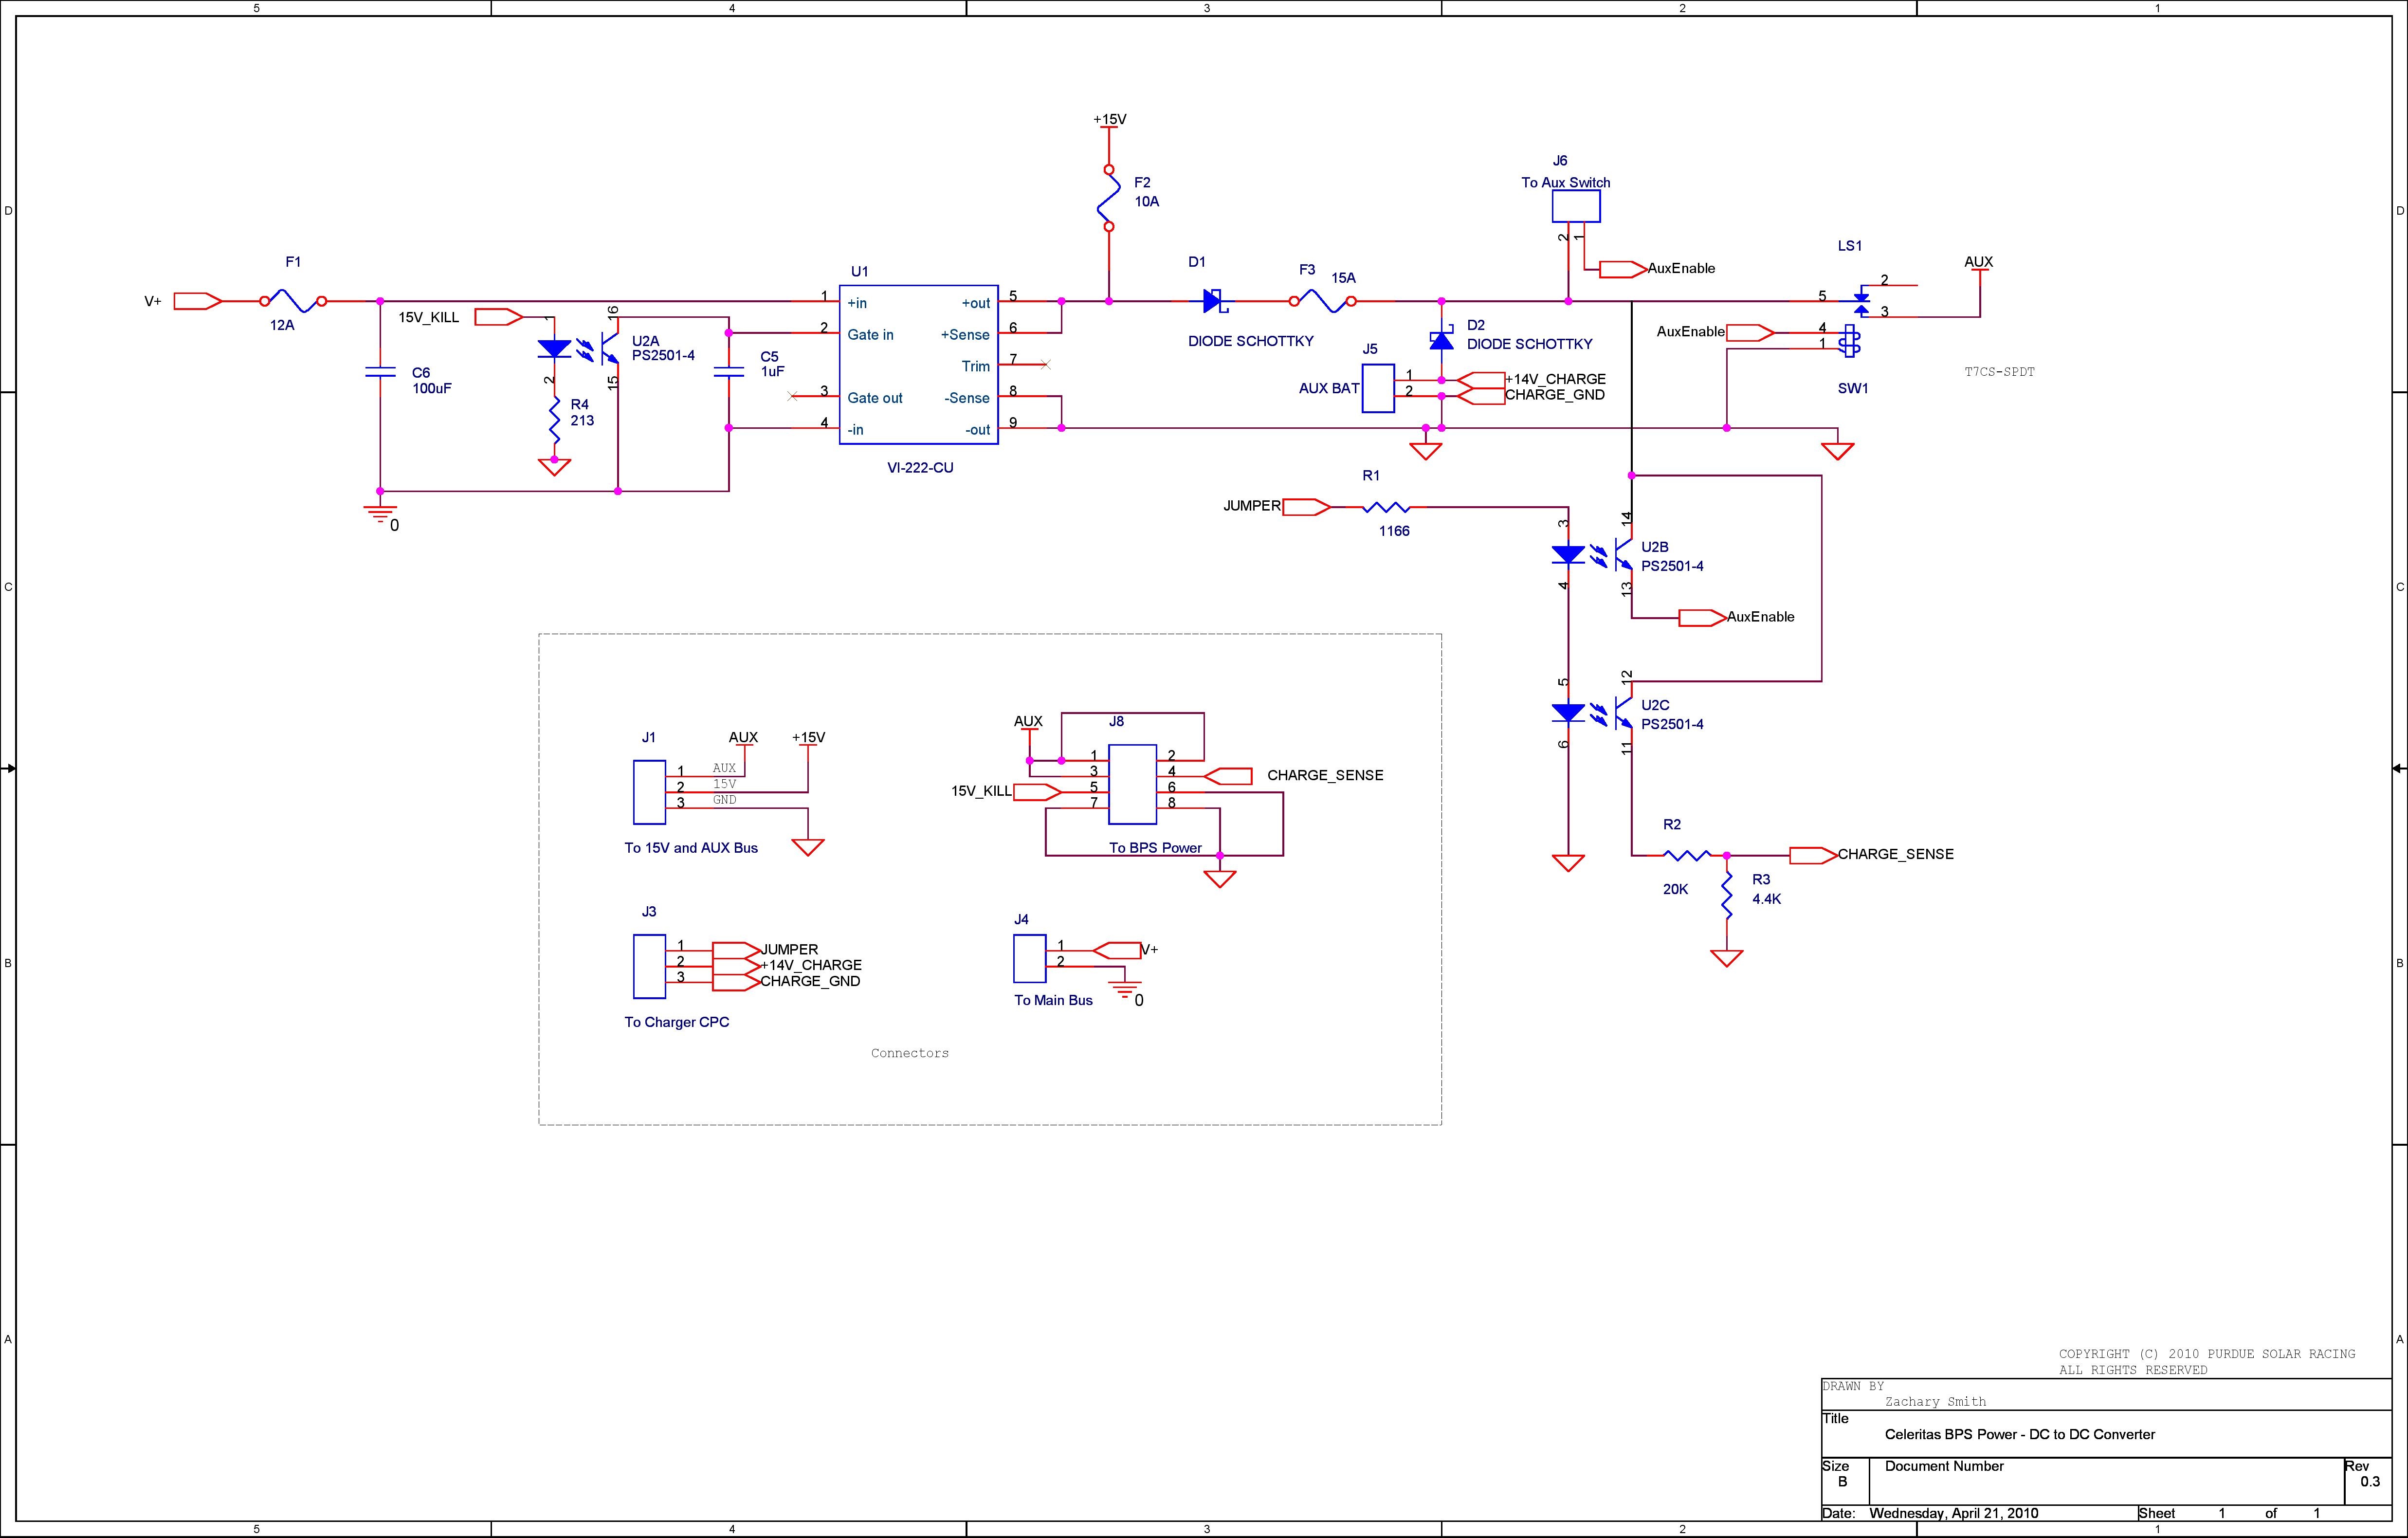 5 4 3 2 1
D D
C C
B B
A A
+15V
F2
10A
J6
To Aux Switch
2 1
AuxEnable
LS1
AUX
2
5
3
AuxEnable
4
1
T7CS-SPDT
SW1
F1
V+
12A
15V_KILL
1
16
U2A
PS2501-4
2
15
C6
100uF
R4
213
0
C5
1uF
U1
1 +in +out 5
2 Gate in +Sense 6
Trim 7
3 Gate out -Sense 8
4 -in -out 9
VI-222-CU
D1
DIODE SCHOTTKY
F3
15A
D2
DIODE SCHOTTKY
J5
AUX BAT
1 +14V_CHARGE
2 CHARGE_GND
R1
JUMPER
1166
3
14
U2B
PS2501-4
4
13
AuxEnable
5
12
U2C
PS2501-4
6
11
R2
20K
CHARGE_SENSE
R3
4.4K
J1
AUX +15V
1 AUX
2 15V
3 GND
To 15V and AUX Bus
AUX
J8
1 2
3 4 CHARGE_SENSE
15V_KILL 5 6
7 8
To BPS Power
J3
1 JUMPER
2 +14V_CHARGE
3 CHARGE_GND
To Charger CPC
J4
1 V+
2
0
To Main Bus
Connectors
COPYRIGHT (C) 2010 PURDUE SOLAR RACING
ALL RIGHTS RESERVED
DRAWN BY
Zachary Smith
Title
Celeritas BPS Power - DC to DC Converter
Size Document Number Rev
B 0.3
Date: Wednesday, April 21, 2010 Sheet 1 of 1
5 4 3 2 1